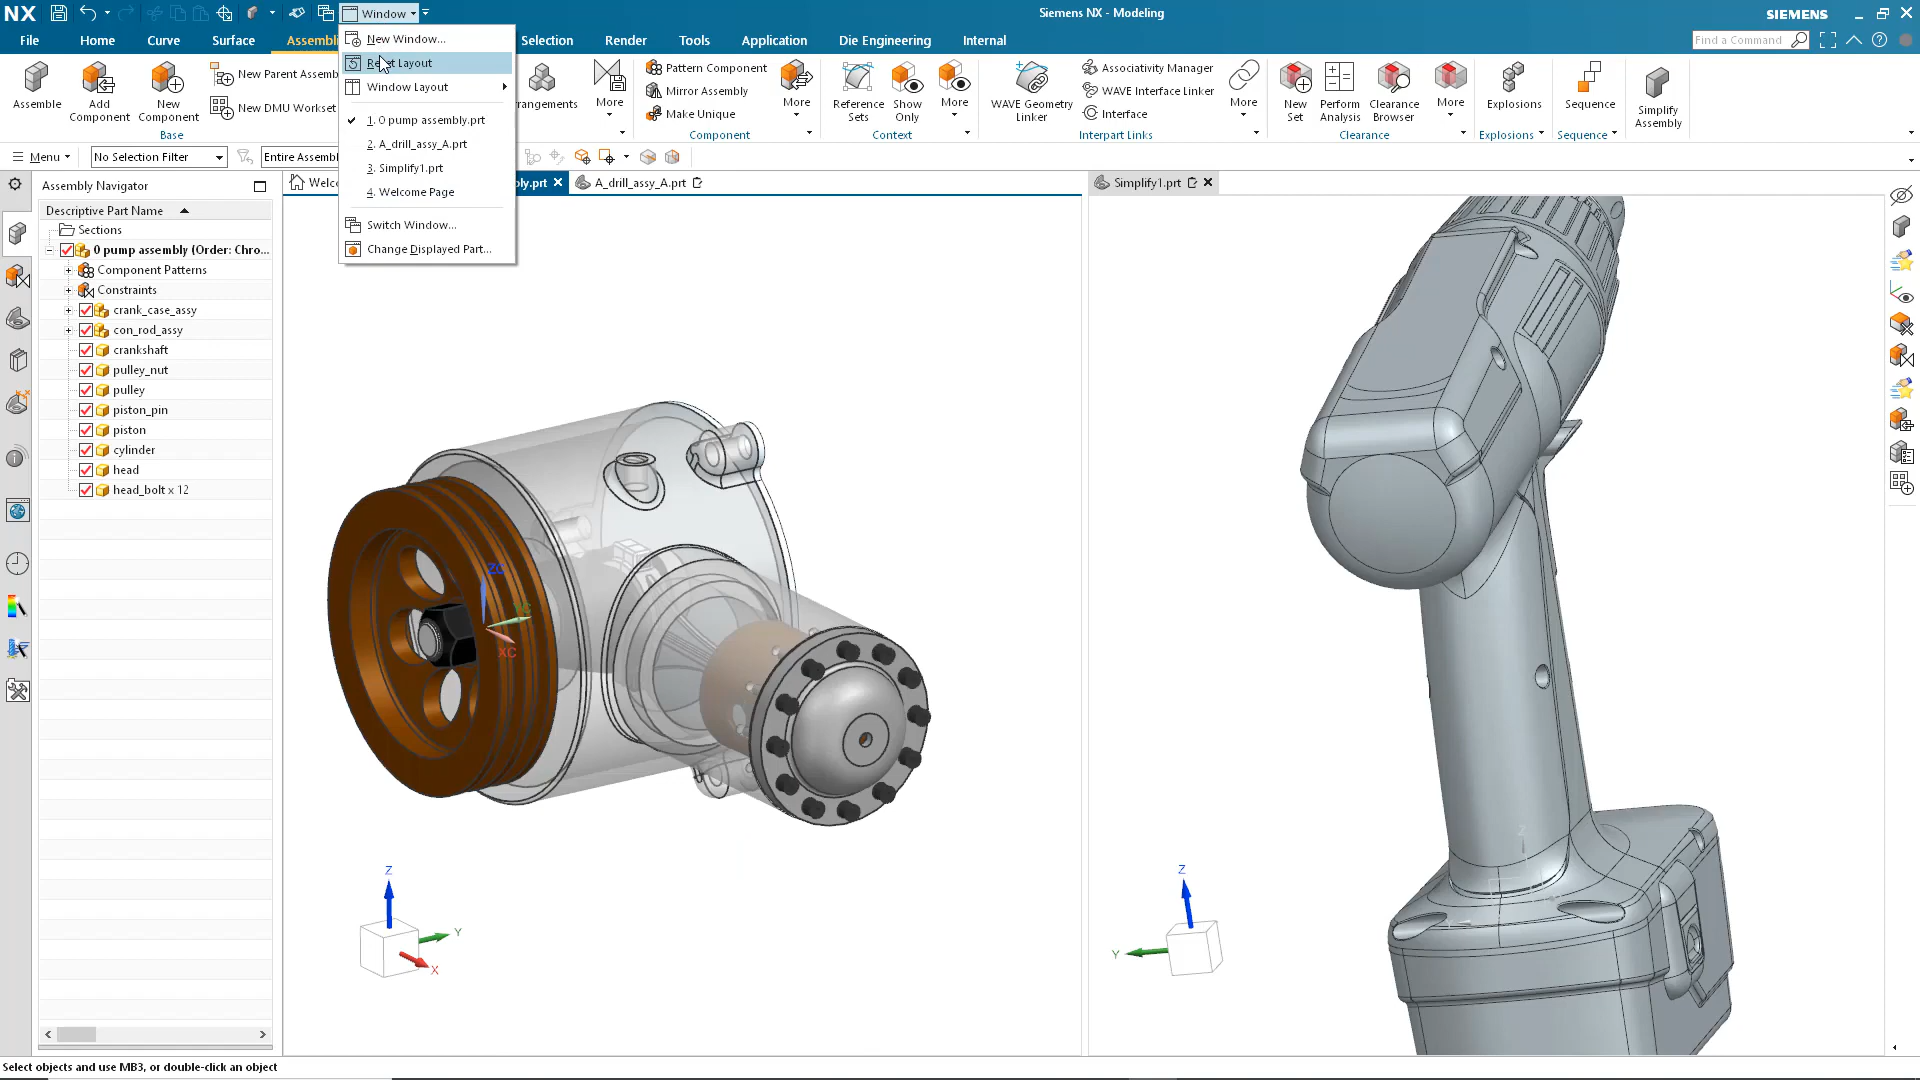 NX
Window
Siemens NX - Modeling
SIEMENS
File
Home
Curve
Surface
Selection
Render
Tools
Application
Die Engineering
Internal
Find a Command
New Window...
Layout
Window Layout
1. 0 pump assembly.prt
2. A_drill_assy_A.prt
3. Simplify1.prt
4. Welcome Page
Switch Window...
Change Displayed Part...
Assemble
Add
Component
New
Component
New DMU Workset
Base
More
Pattern Component
Mirror Assembly
Make Unique
More
Component
Reference
Sets
Show
Only
More
Context
WAVE Geometry
Linker
Associativity Manager
WAVE Interface Linker
Interface
More
Interpart Links
New
Set
Perform
Analysis
Clearance
Browser
More
Clearance
Explosions
Explosions
Sequence
Sequence
Simplify
Assembly
Menu
No Selection Filter
Entire
A_drill_assy_A.prt
Simplify1.prt
Assembly Navigator
Descriptive Part Name
Sections
0 pump assembly (Order: Chro...
Component Patterns
Constraints
crank_case_assy
con_rod_assy
crankshaft
pulley_nut
pulley
piston_pin
piston
cylinder
head
head_bolt x 12
ZC
YC
XC
Z
Y
X
Z
Y
Z
Select objects and use MB3, or double-click an object